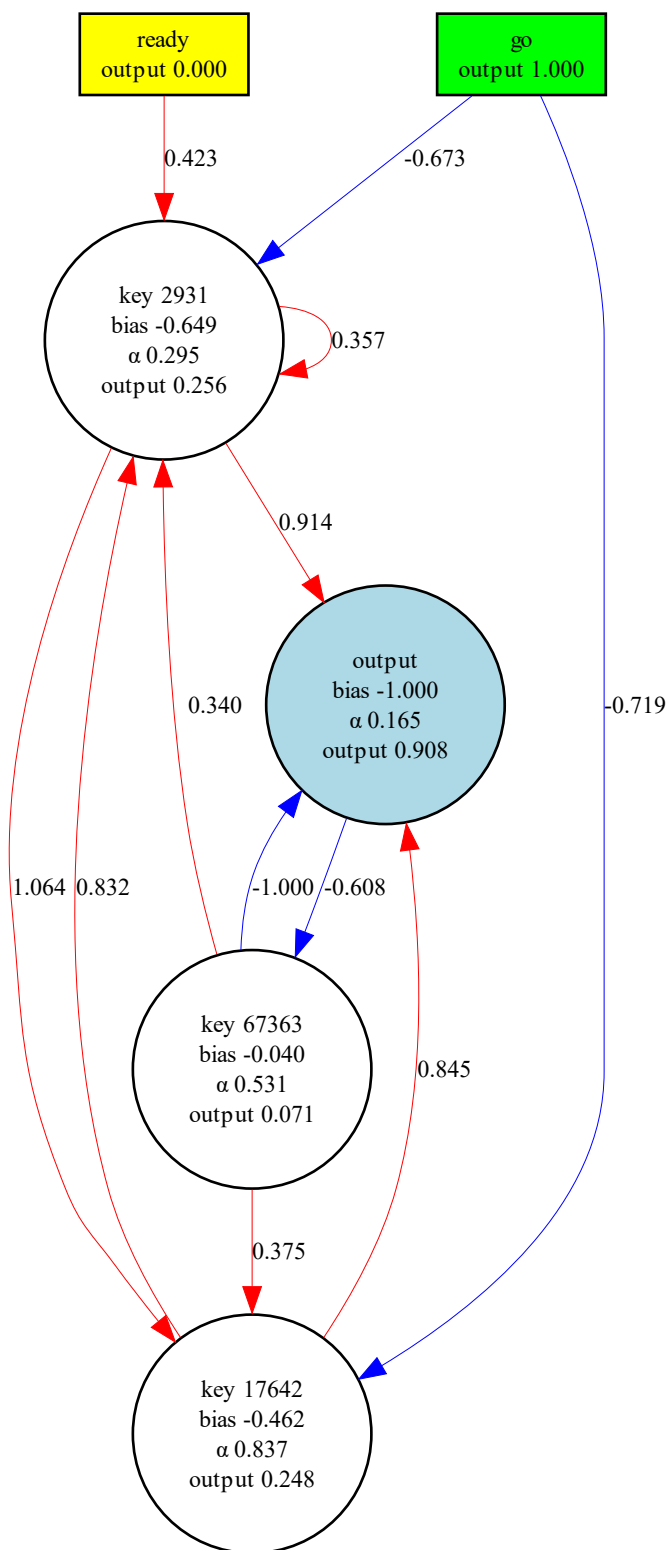 ready
output 0.000
go
output 1.000
0.423
-0.673
key 2931
bias -0.649
α 0.295
output 0.256
0.357
0.914
output
bias -1.000
α 0.165
output 0.908
0.340
-0.719
1.064
0.832
-1.000
-0.608
key 67363
bias -0.040
α 0.531
output 0.071
0.845
0.375
key 17642
bias -0.462
α 0.837
output 0.248